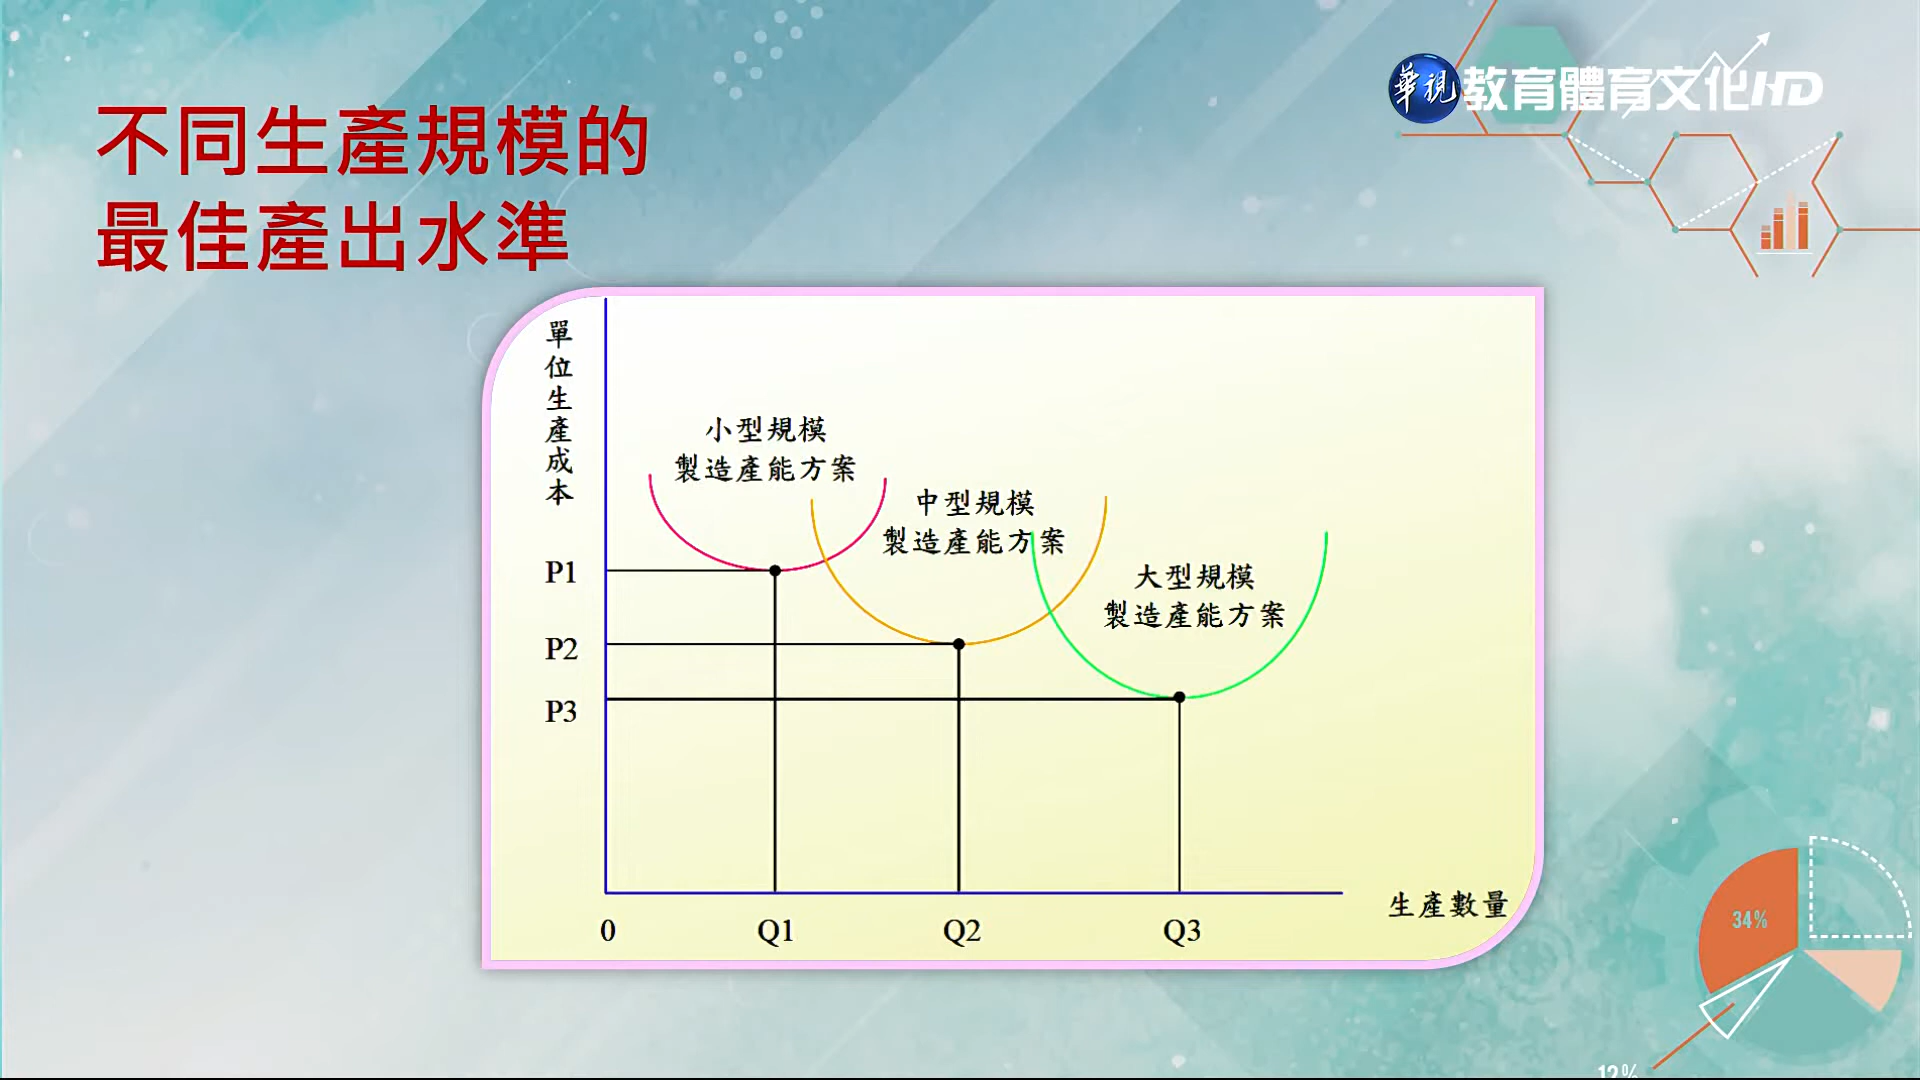 華視 教育體育文化HD
不同生產規模的
最佳產出水準
單位生產成本
小型規模
製造產能方案
中型規模
製造產能方案
大型規模
製造產能方案
P1
P2
P3
0 Q1 Q2 Q3
生產數量
34%
12%